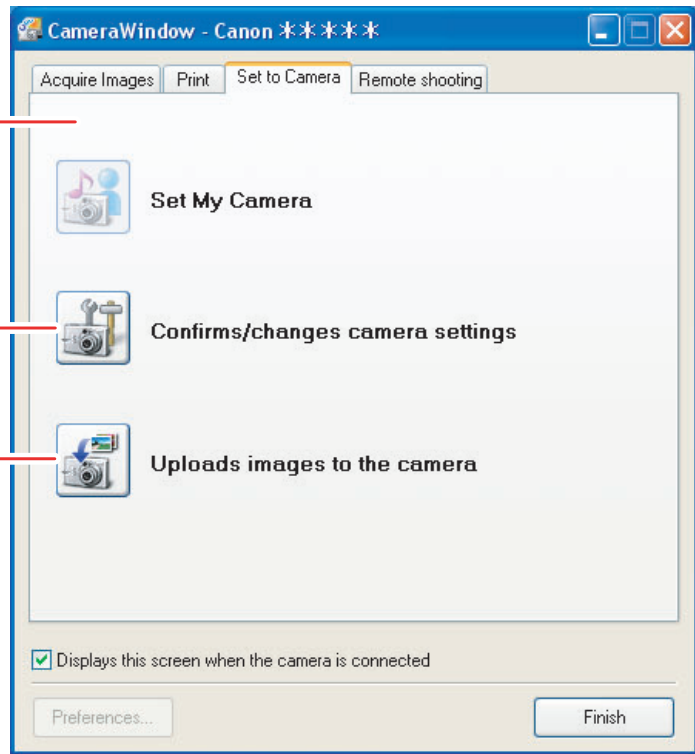 CameraWindow - Canon *****
Acquire Images Print Set to Camera Remote shooting
Set My Camera
Confirms/changes camera settings
Uploads images to the camera
Displays this screen when the camera is connected
Preferences... Finish